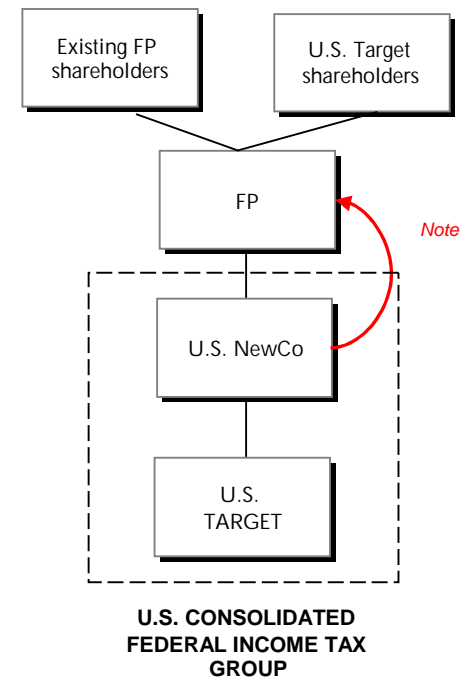 Existing FP
shareholders
U.S. Target
shareholders
FP
Note
U.S. NewCo
U.S.
TARGET
U.S. CONSOLIDATED
FEDERAL INCOME TAX
GROUP